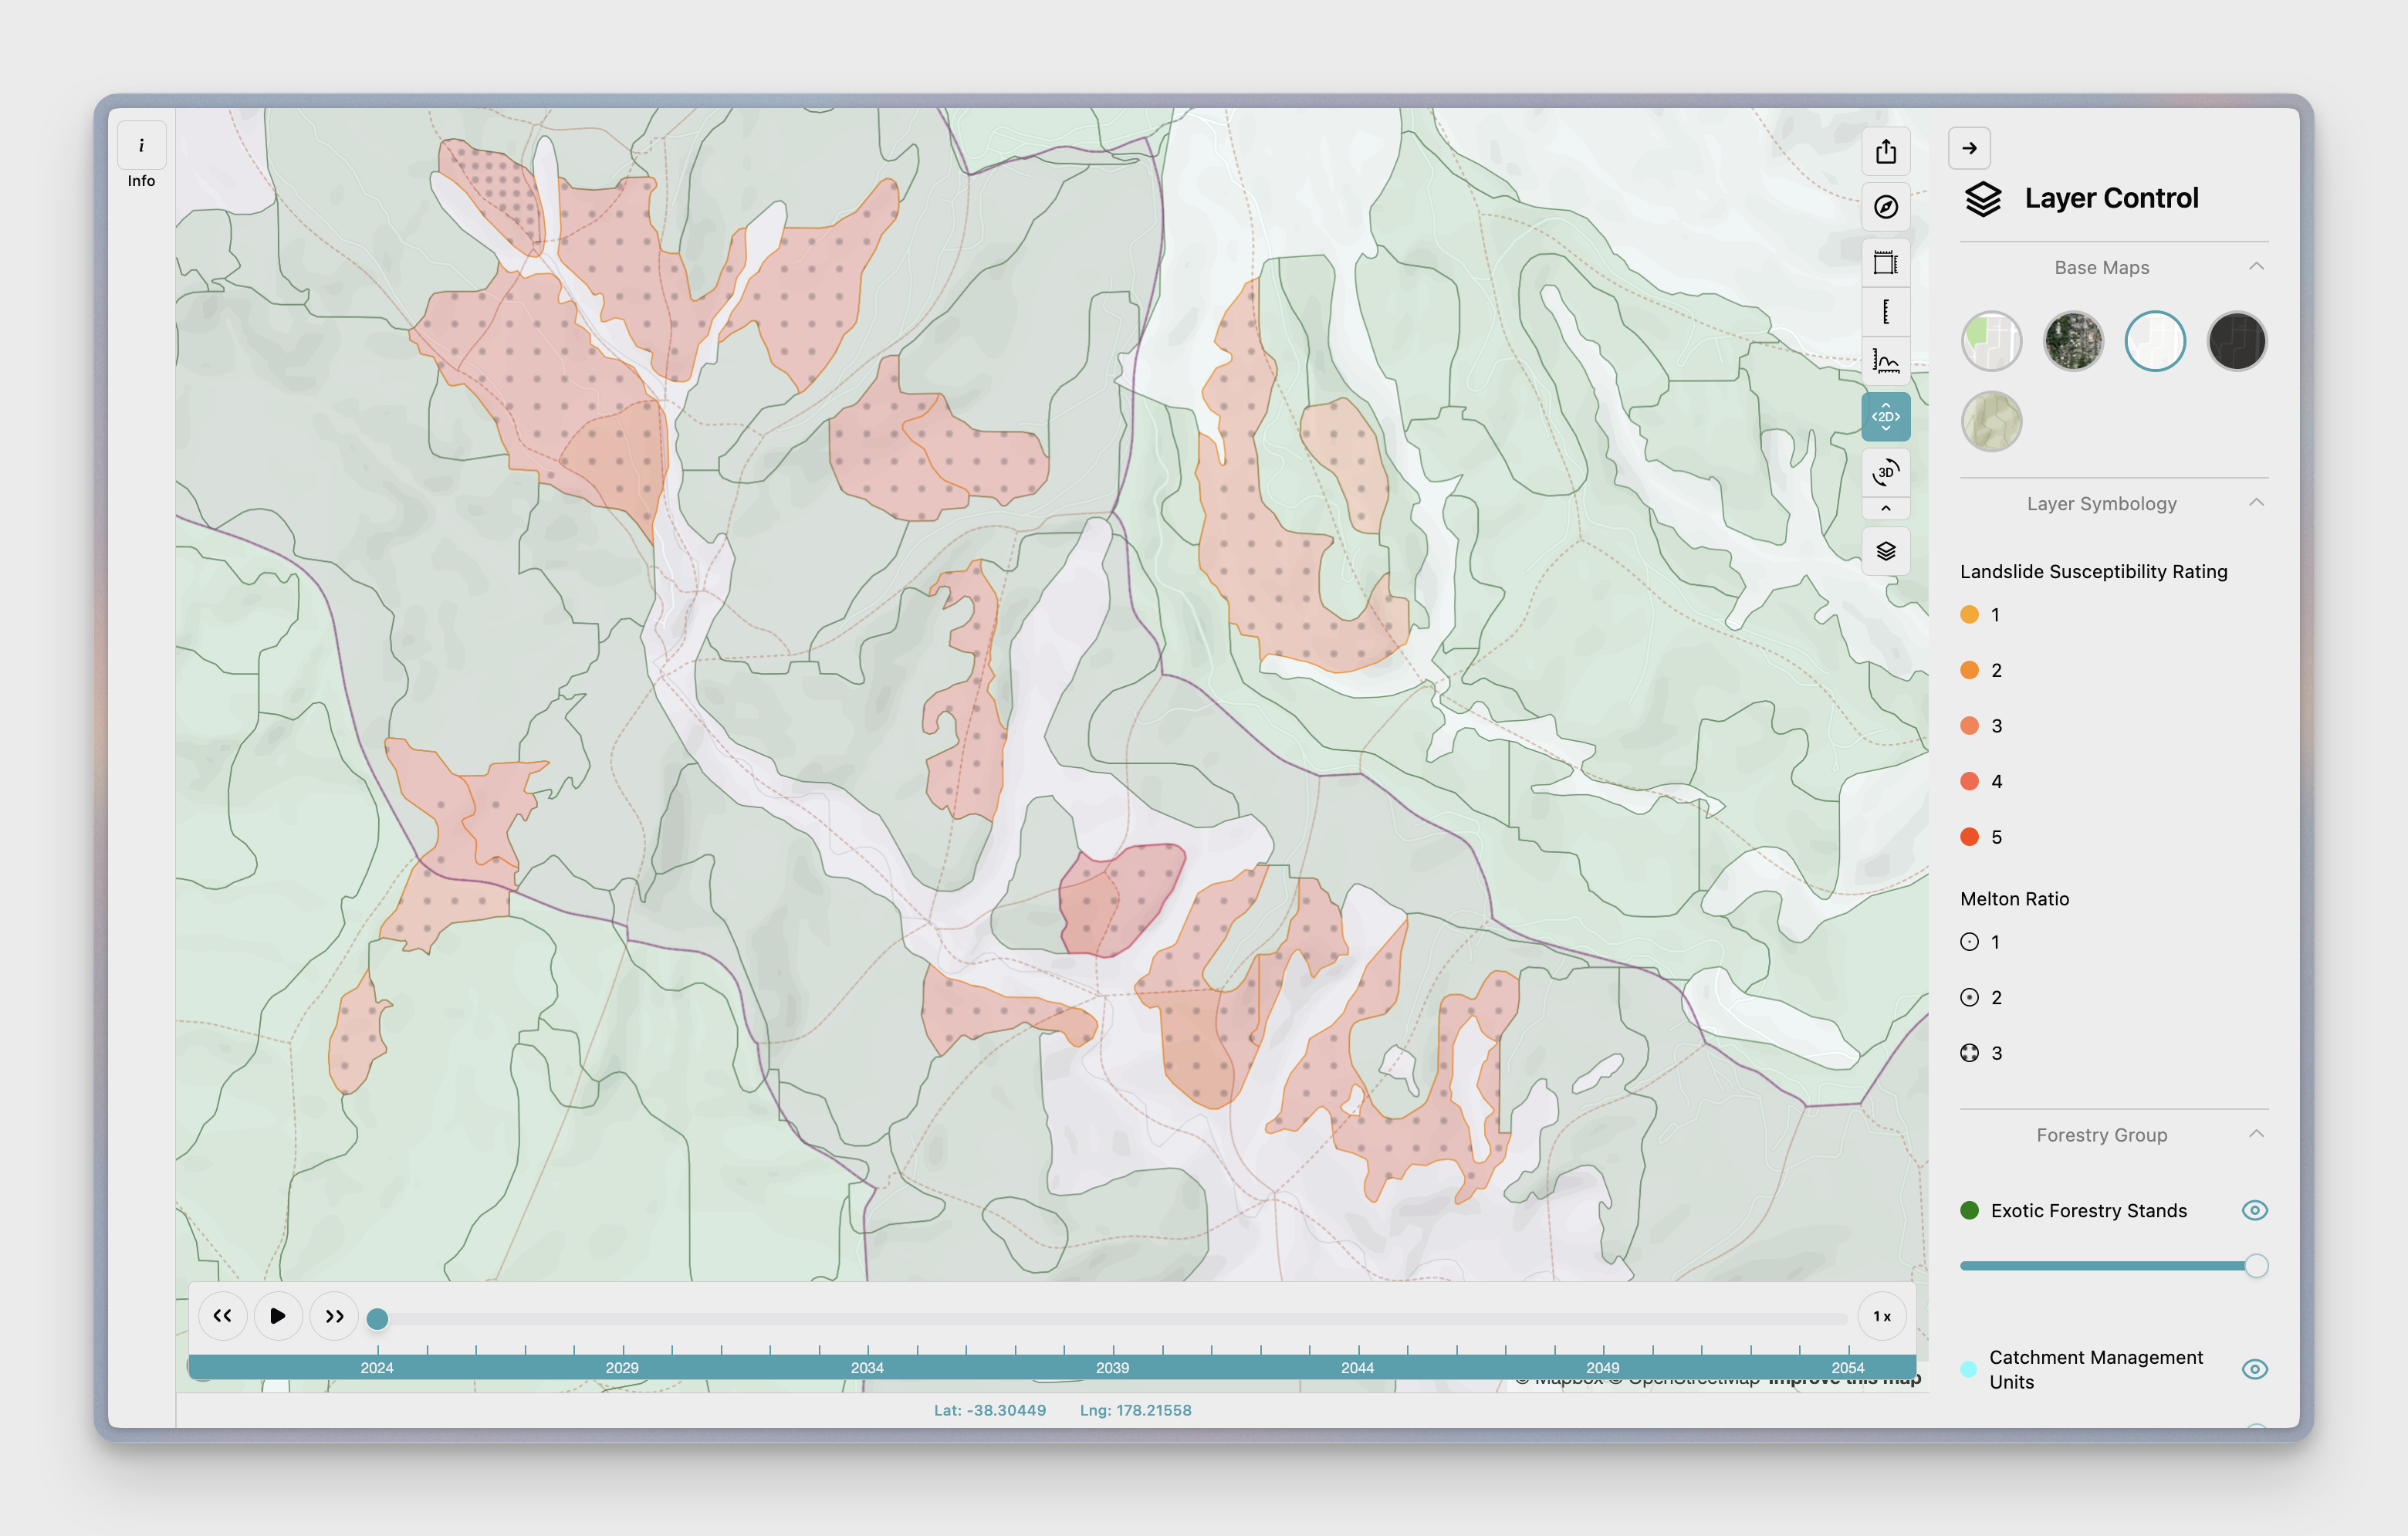 i
Info
2D
3D
Layer Control
Base Maps
Layer Symbology
Landslide Susceptibility Rating
1
2
3
4
5
Melton Ratio
1
2
3
Forestry Group
Exotic Forestry Stands
Catchment Management
Units
1 x
2024 2029 2034 2039 2044 2049 2054
© Mapbox © OpenStreetMap Improve this map
Lat: -38.30449 Lng: 178.21558